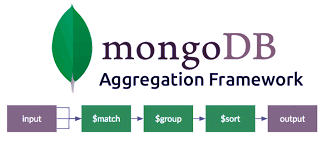 mongoDB
Aggregation Framework
input $match $group $sort output